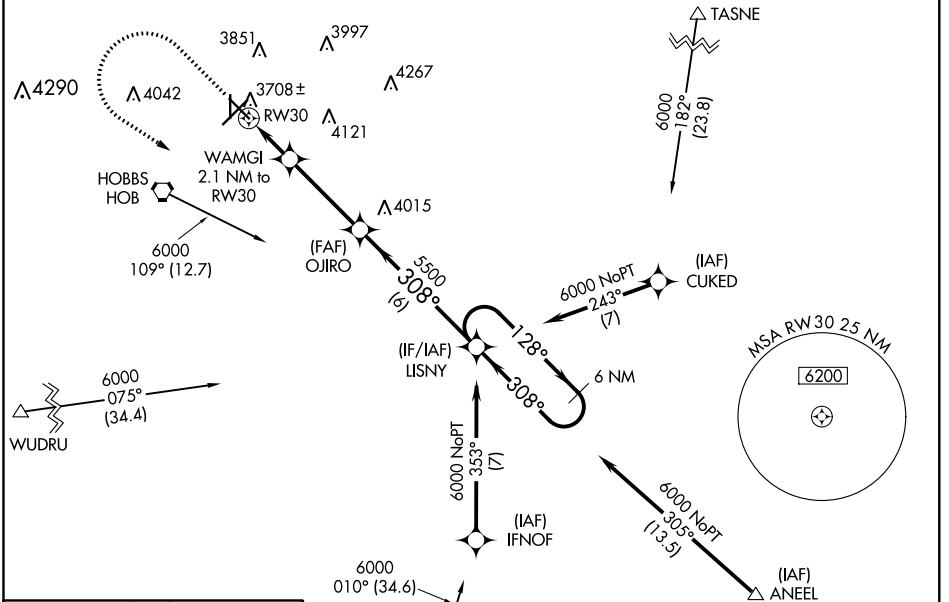 TASNE
6000
182°
(23.8)
3851
3997
4290
4042
3708±
4267
RW30
4121
WAMGI
2.1 NM to
RW30
HOBBS
HOB
4015
6000
109° (12.7)
(FAF)
OJIRO
5500
308°
(6)
(IAF)
CUKED
6000 NoPT
243°
(7)
(IF/IAF)
LISNY
128°
308°
6 NM
MSA RW30 25 NM
6200
6000
075°
(34.4)
WUDRU
6000 NoPT
353°
(7)
(IAF)
IFNOF
6000 NoPT
305°
(13.5)
(IAF)
ANEEL
6000
010° (34.6)